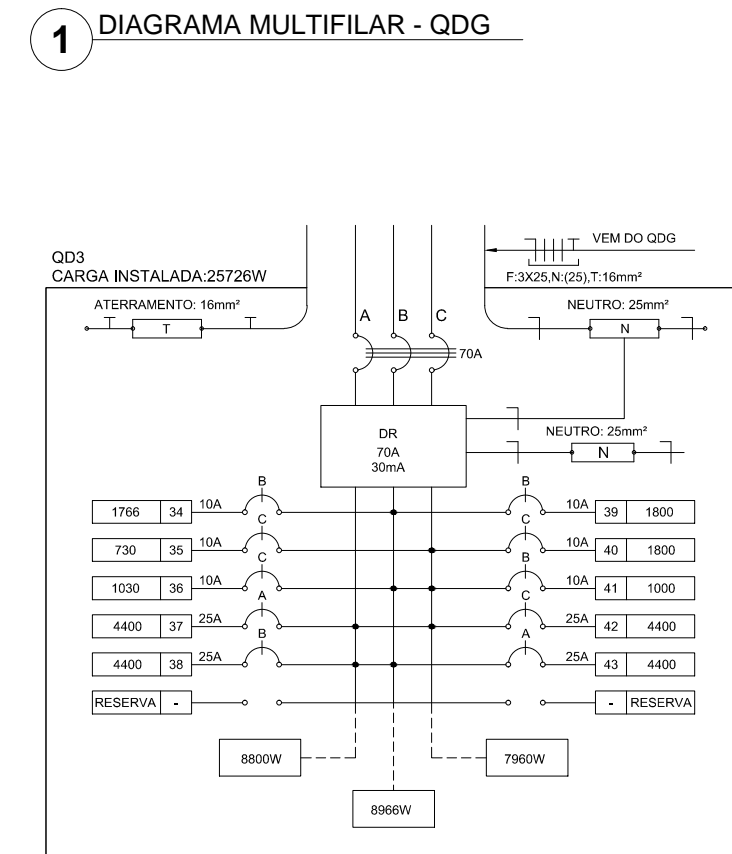 1 DIAGRAMA MULTIFILAR - QDG
VEM DO QDG
QD3
CARGA INSTALADA:25726W
F:3X25,N:(25),T:16mm²
ATERRAMENTO: 16mm²
NEUTRO: 25mm²
A B C
T
N
70A
DR
70A
30mA
NEUTRO: 25mm²
N
B B
1766 34 10A 10A 39 1800
C C
730 35 10A 10A 40 1800
C B
1030 36 10A 10A 41 1000
A C
4400 37 25A 25A 42 4400
B A
4400 38 25A 25A 43 4400
RESERVA - - RESERVA
8800W 7960W
8966W